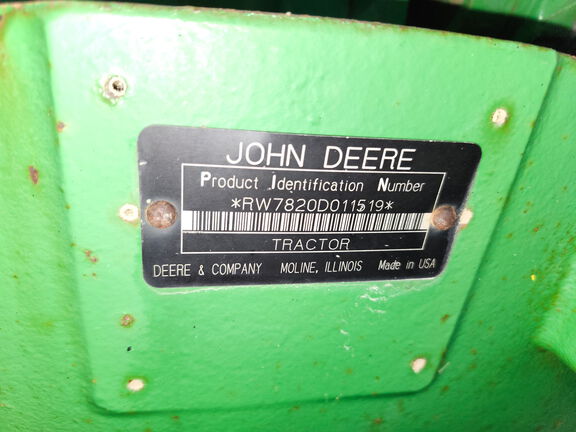 JOHN DEERE
Product Identification Number
*RW7820D011519*
TRACTOR
DEERE & COMPANY MOLINE, ILLINOIS Made in USA